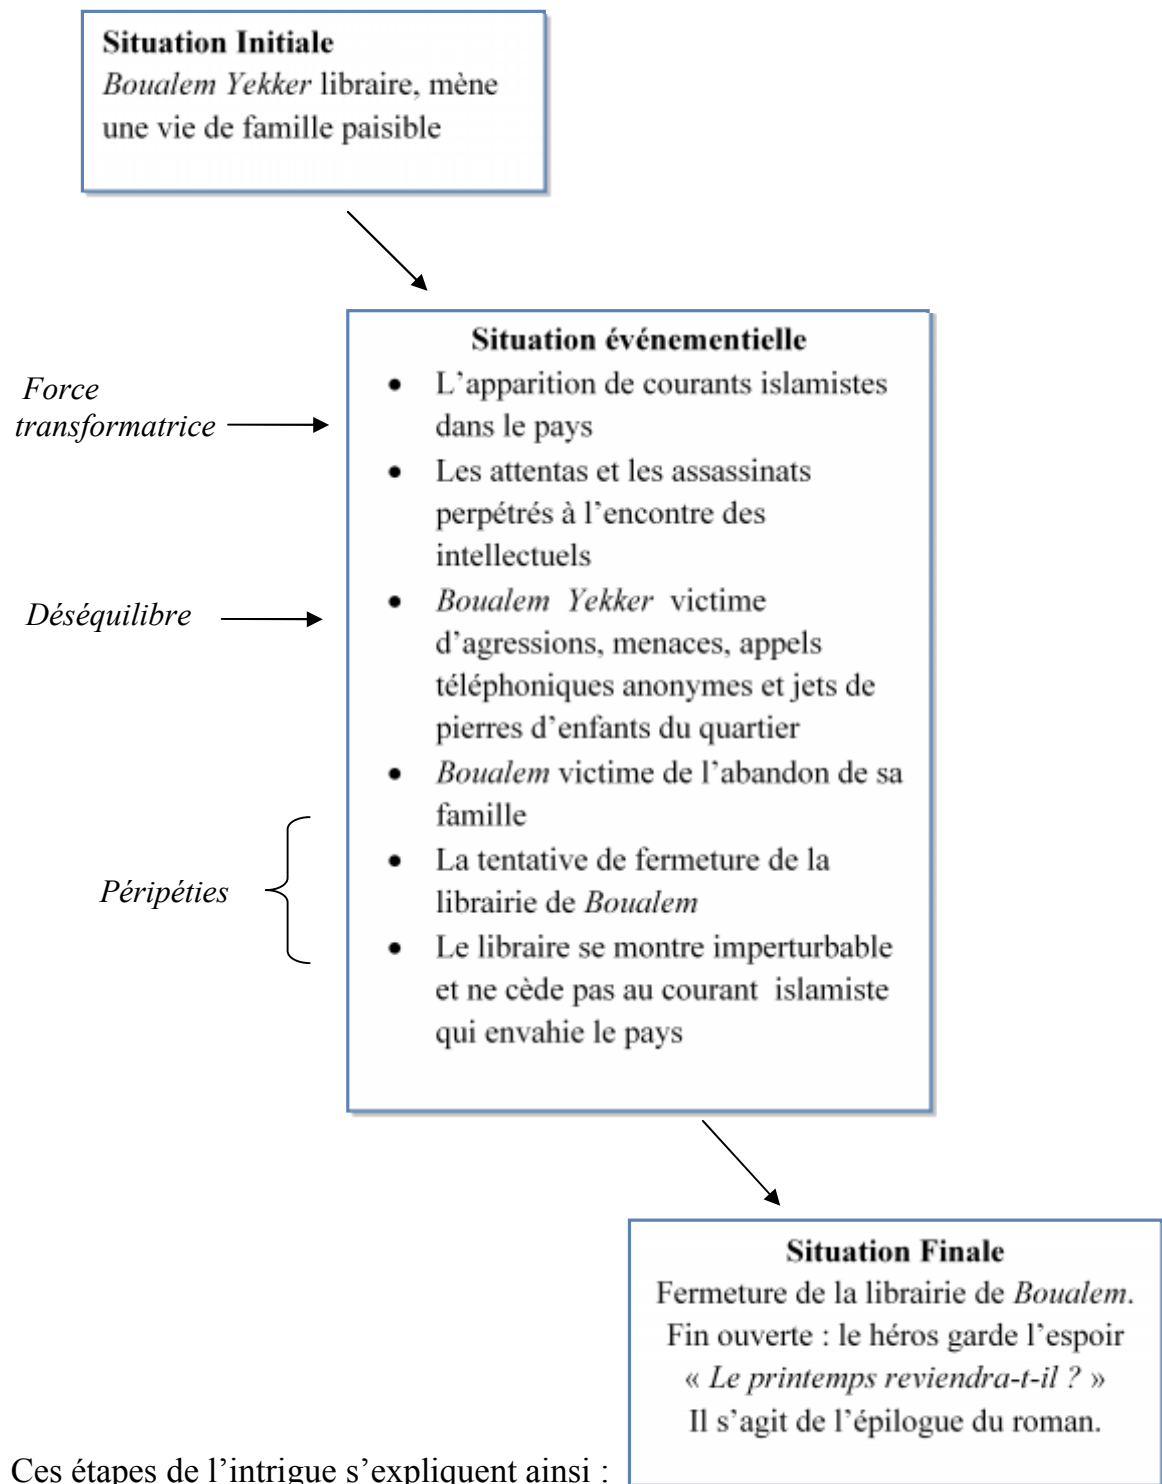 Situation Initiale
Boualem Yekker libraire, mène
une vie de famille paisible
Situation événementielle
Force
transformatrice
• L’apparition de courants islamistes
dans le pays
• Les attentas et les assassinats
perpétrés à l’encontre des
intellectuels
Déséquilibre
• Boualem Yekker victime
d’agressions, menaces, appels
téléphoniques anonymes et jets de
pierres d’enfants du quartier
• Boualem victime de l’abandon de sa
famille
Péripéties
• La tentative de fermeture de la
librairie de Boualem
• Le libraire se montre imperturbable
et ne cède pas au courant islamiste
qui envahie le pays
Situation Finale
Fermeture de la librairie de Boualem.
Fin ouverte : le héros garde l’espoir
« Le printemps reviendra-t-il ? »
Il s’agit de l’épilogue du roman.
Ces étapes de l’intrigue s’expliquent ainsi :